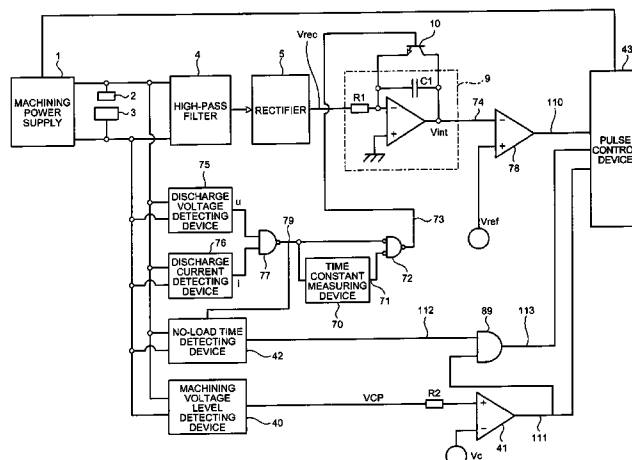 1
MACHINING
POWER
SUPPLY
2
3
4
HIGH-PASS
FILTER
5
RECTIFIER
Vrec
R1
C1
10
9
Vint
74
78
110
Vref
43
PULSE
CONTROL
DEVICE
75
DISCHARGE
VOLTAGE
DETECTING
DEVICE
u
76
DISCHARGE
CURRENT
DETECTING
DEVICE
i
77
79
TIME
CONSTANT
MEASURING
DEVICE
70
71
72
73
NO-LOAD TIME
DETECTING
DEVICE
42
112
89
113
MACHINING
VOLTAGE
LEVEL
DETECTING
DEVICE
40
VCP
R2
41
111
Vc